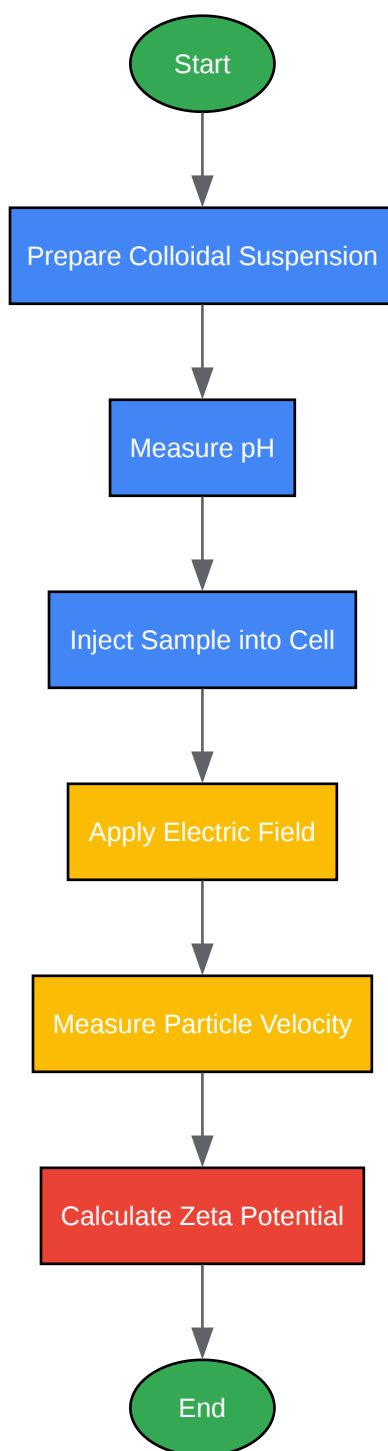 Start
Prepare Colloidal Suspension
Measure pH
Inject Sample into Cell
Apply Electric Field
Measure Particle Velocity
Calculate Zeta Potential
End